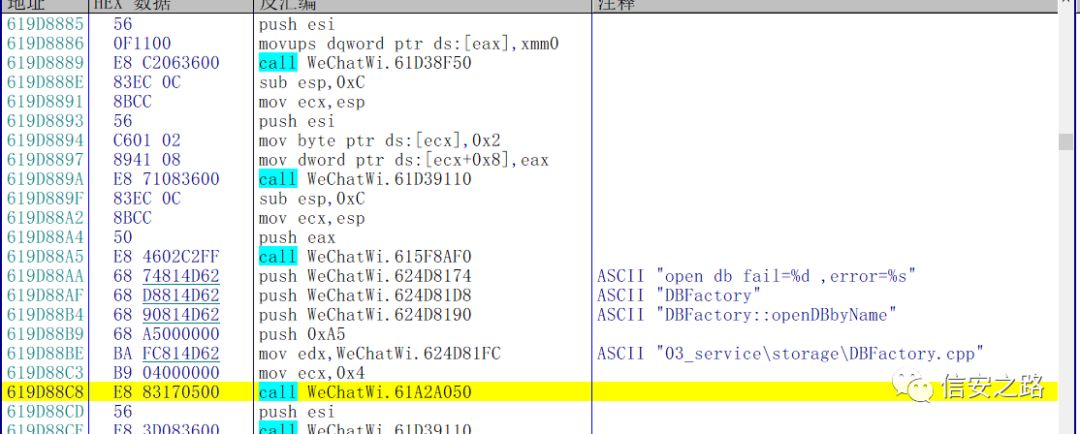 地址 HEX 数据 反汇编 注释
619D8885 56 push esi
619D8886 0F1100 movups dqword ptr ds:[eax],xmm0
619D8889 E8 C2063600 call WeChatWi.61D38F50
619D888E 83EC 0C sub esp,0xC
619D8891 8BCC mov ecx,esp
619D8893 56 push esi
619D8894 C601 02 mov byte ptr ds:[ecx],0x2
619D8897 8941 08 mov dword ptr ds:[ecx+0x8],eax
619D889A E8 71083600 call WeChatWi.61D39110
619D889F 83EC 0C sub esp,0xC
619D88A2 8BCC mov ecx,esp
619D88A4 50 push eax
619D88A5 E8 4602C2FF call WeChatWi.615F8AF0
619D88AA 68 74814D62 push WeChatWi.624D8174 ASCII "open db fail=%d ,error=%s"
619D88AF 68 D8814D62 push WeChatWi.624D81D8 ASCII "DBFactory"
619D88B4 68 90814D62 push WeChatWi.624D8190 ASCII "DBFactory::openDBbyName"
619D88B9 68 A5000000 push 0xA5
619D88BE BA FC814D62 mov edx,WeChatWi.624D81FC ASCII "03_service\storage\DBFactory.cpp"
619D88C3 B9 04000000 mov ecx,0x4
619D88C8 E8 83170500 call WeChatWi.61A2A050
信安之路
619D88CD 56 push esi
619D88CE E8 3D083600 call WeChatWi.61D39110